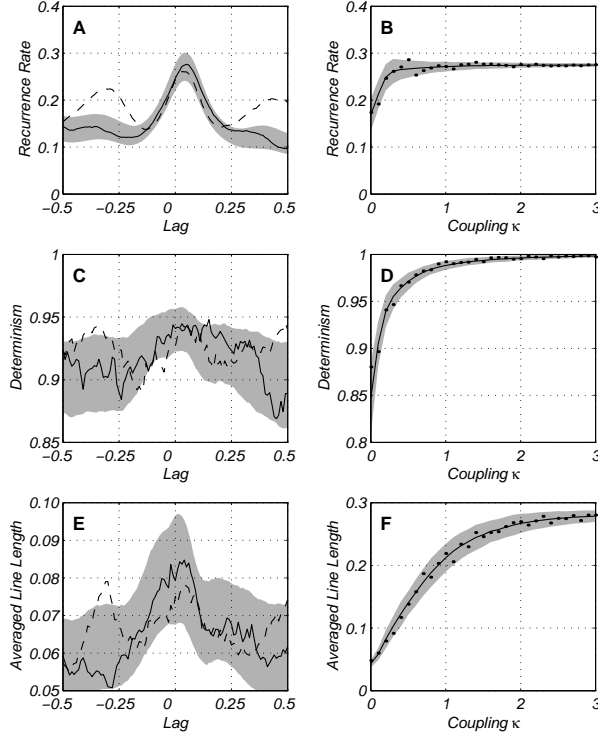 A
0.4
0.3
0.2
0.1
0
Recurrence Rate
−0.5 −0.25 0 0.25 0.5
Lag
B
0.4
0.3
0.2
0.1
0
Recurrence Rate
0 1 2 3
Coupling κ
C
1
0.95
0.9
0.85
Determinism
−0.5 −0.25 0 0.25 0.5
Lag
D
1
0.95
0.9
0.85
0.8
Determinism
0 1 2 3
Coupling κ
E
0.10
0.09
0.08
0.07
0.06
0.05
Averaged Line Length
−0.5 −0.25 0 0.25 0.5
Lag
F
0.3
0.2
0.1
0
Averaged Line Length
0 1 2 3
Coupling κ